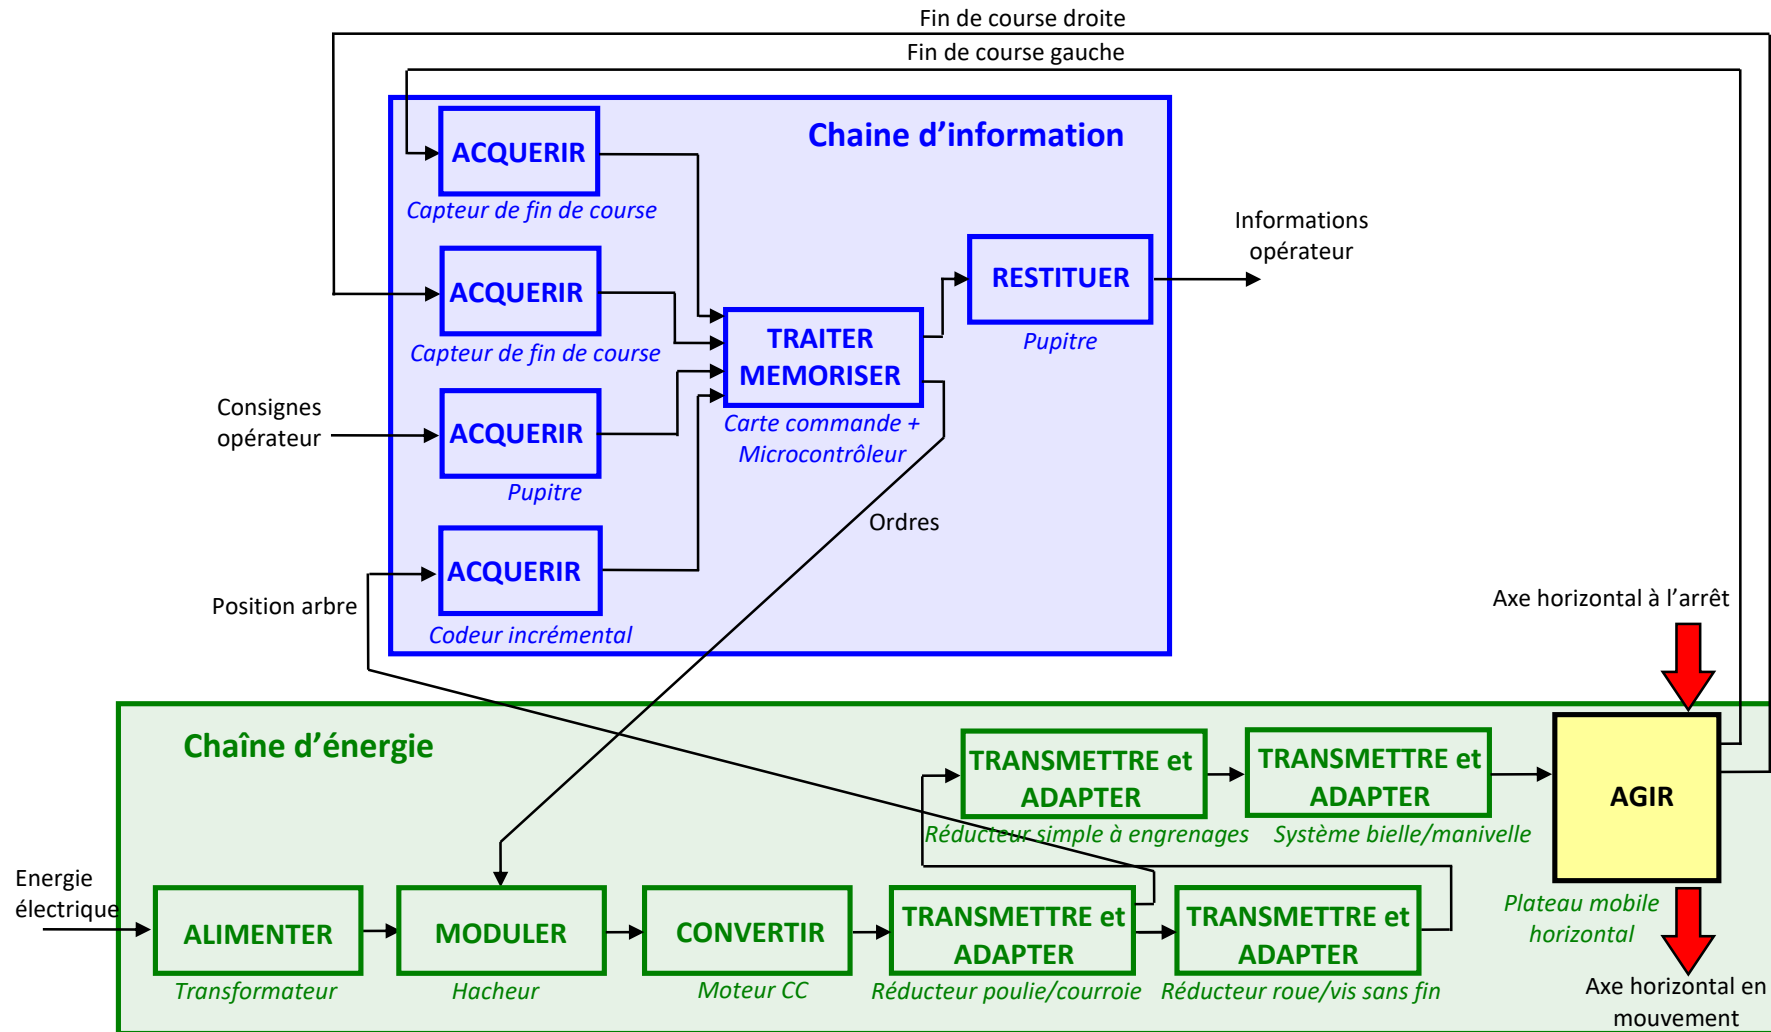 Fin de course droite
Fin de course gauche
Chaine d’information
ACQUERIR
Capteur de fin de course
ACQUERIR
Capteur de fin de course
Consignes
opérateur
ACQUERIR
Pupitre
Position arbre
ACQUERIR
Codeur incrémental
TRAITER
MEMORISER
Carte commande +
Microcontrôleur
RESTITUER
Pupitre
Informations
opérateur
Ordres
Axe horizontal à l’arrêt
Chaîne d’énergie
TRANSMETTRE et
ADAPTER
Réducteur simple à engrenages
TRANSMETTRE et
ADAPTER
Système bielle/manivelle
AGIR
Plateau mobile
horizontal
Energie
électrique
ALIMENTER
Transformateur
MODULER
Hacheur
CONVERTIR
Moteur CC
TRANSMETTRE et
ADAPTER
Réducteur poulie/courroie
TRANSMETTRE et
ADAPTER
Réducteur roue/vis sans fin
Axe horizontal en
mouvement